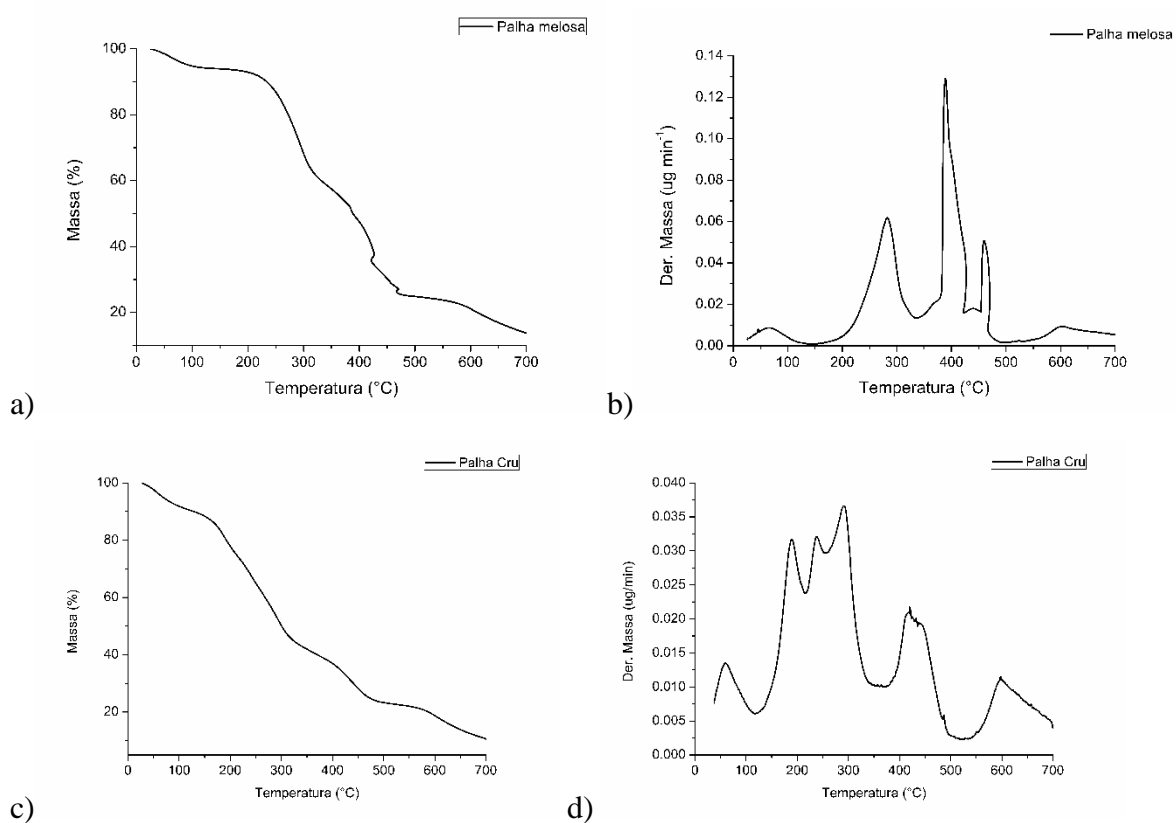 Palha melosa
100
80
60
40
20
Massa (%)
0 100 200 300 400 500 600 700
Temperatura (°C)
a)
Palha melosa
0.14
0.12
0.10
0.08
0.06
0.04
0.02
0.00
Der. Massa (ug min⁻¹)
0 100 200 300 400 500 600 700
Temperatura (°C)
b)
Palha Cru
100
80
60
40
20
Massa (%)
0 100 200 300 400 500 600 700
Temperatura (°C)
c)
Palha Cru
0.040
0.035
0.030
0.025
0.020
0.015
0.010
0.005
0.000
Der. Massa (ug/min)
0 100 200 300 400 500 600 700
Temperatura (°C)
d)